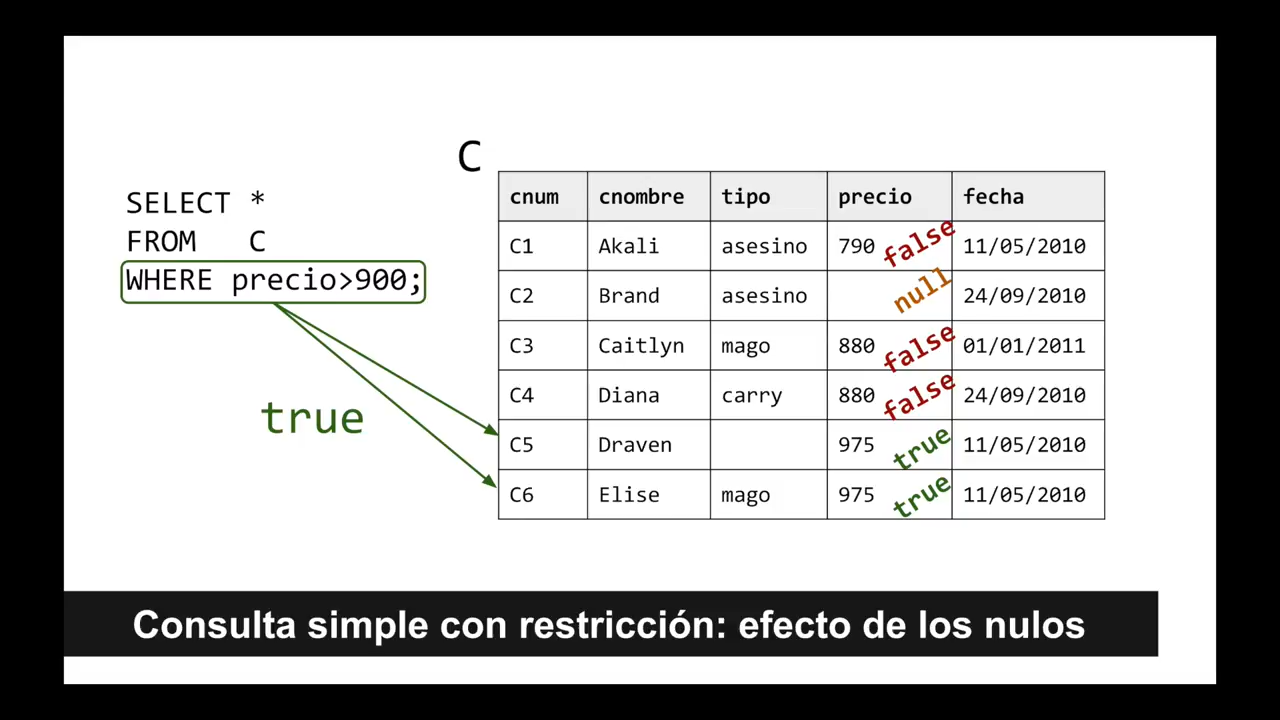 C
SELECT *
FROM   C
WHERE precio>900;
true
cnum cnombre tipo precio fecha
C1 Akali asesino 790 false 11/05/2010
C2 Brand asesino null 24/09/2010
C3 Caitlyn mago 880 false 01/01/2011
C4 Diana carry 880 false 24/09/2010
C5 Draven 975 true 11/05/2010
C6 Elise mago 975 true 11/05/2010
Consulta simple con restricción: efecto de los nulos